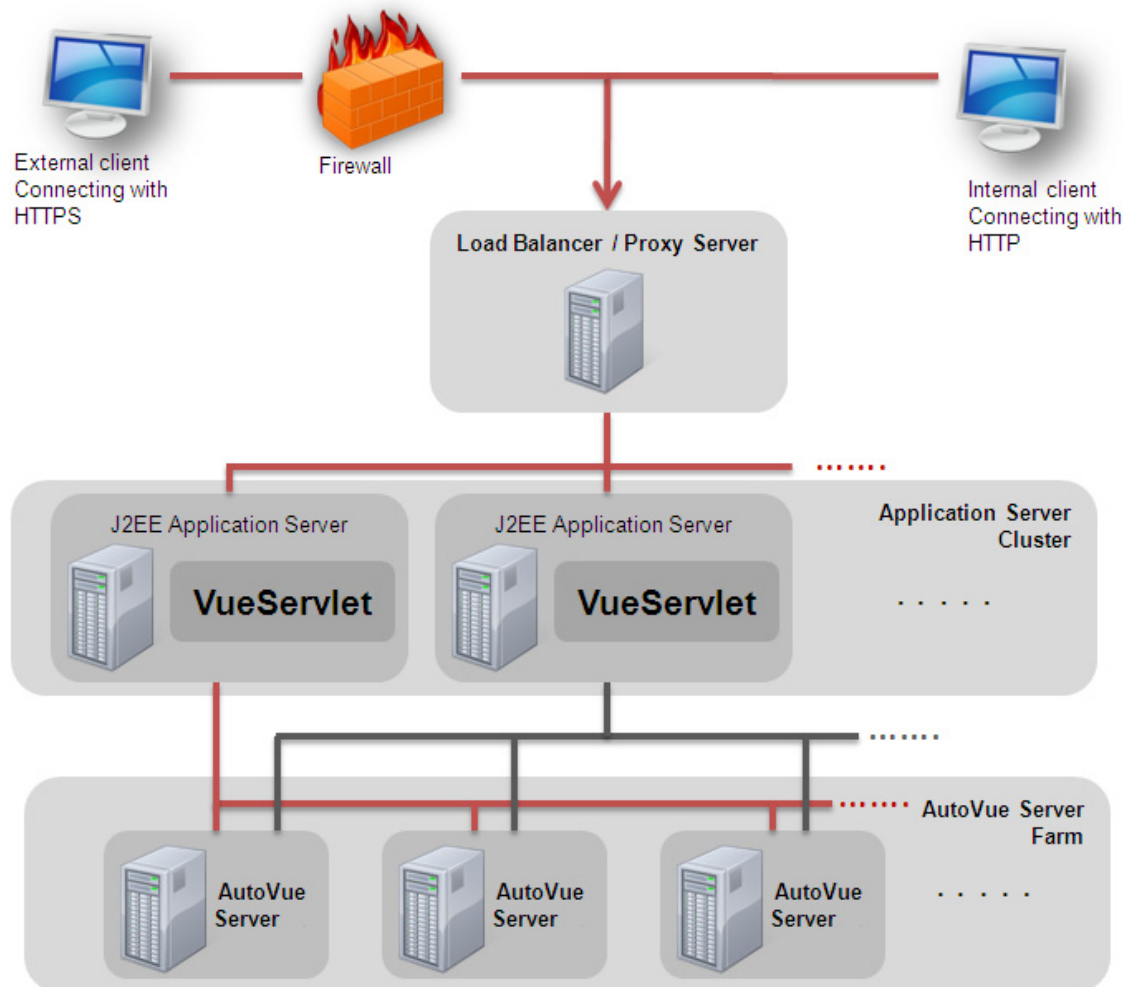 External client
Connecting with
HTTPS
Firewall
Internal client
Connecting with
HTTP
Load Balancer / Proxy Server
.......
J2EE Application Server
VueServlet
J2EE Application Server
VueServlet
Application Server
Cluster
. . . . .
.......
.......
AutoVue Server
Farm
AutoVue
Server
AutoVue
Server
AutoVue
Server
. . . . .